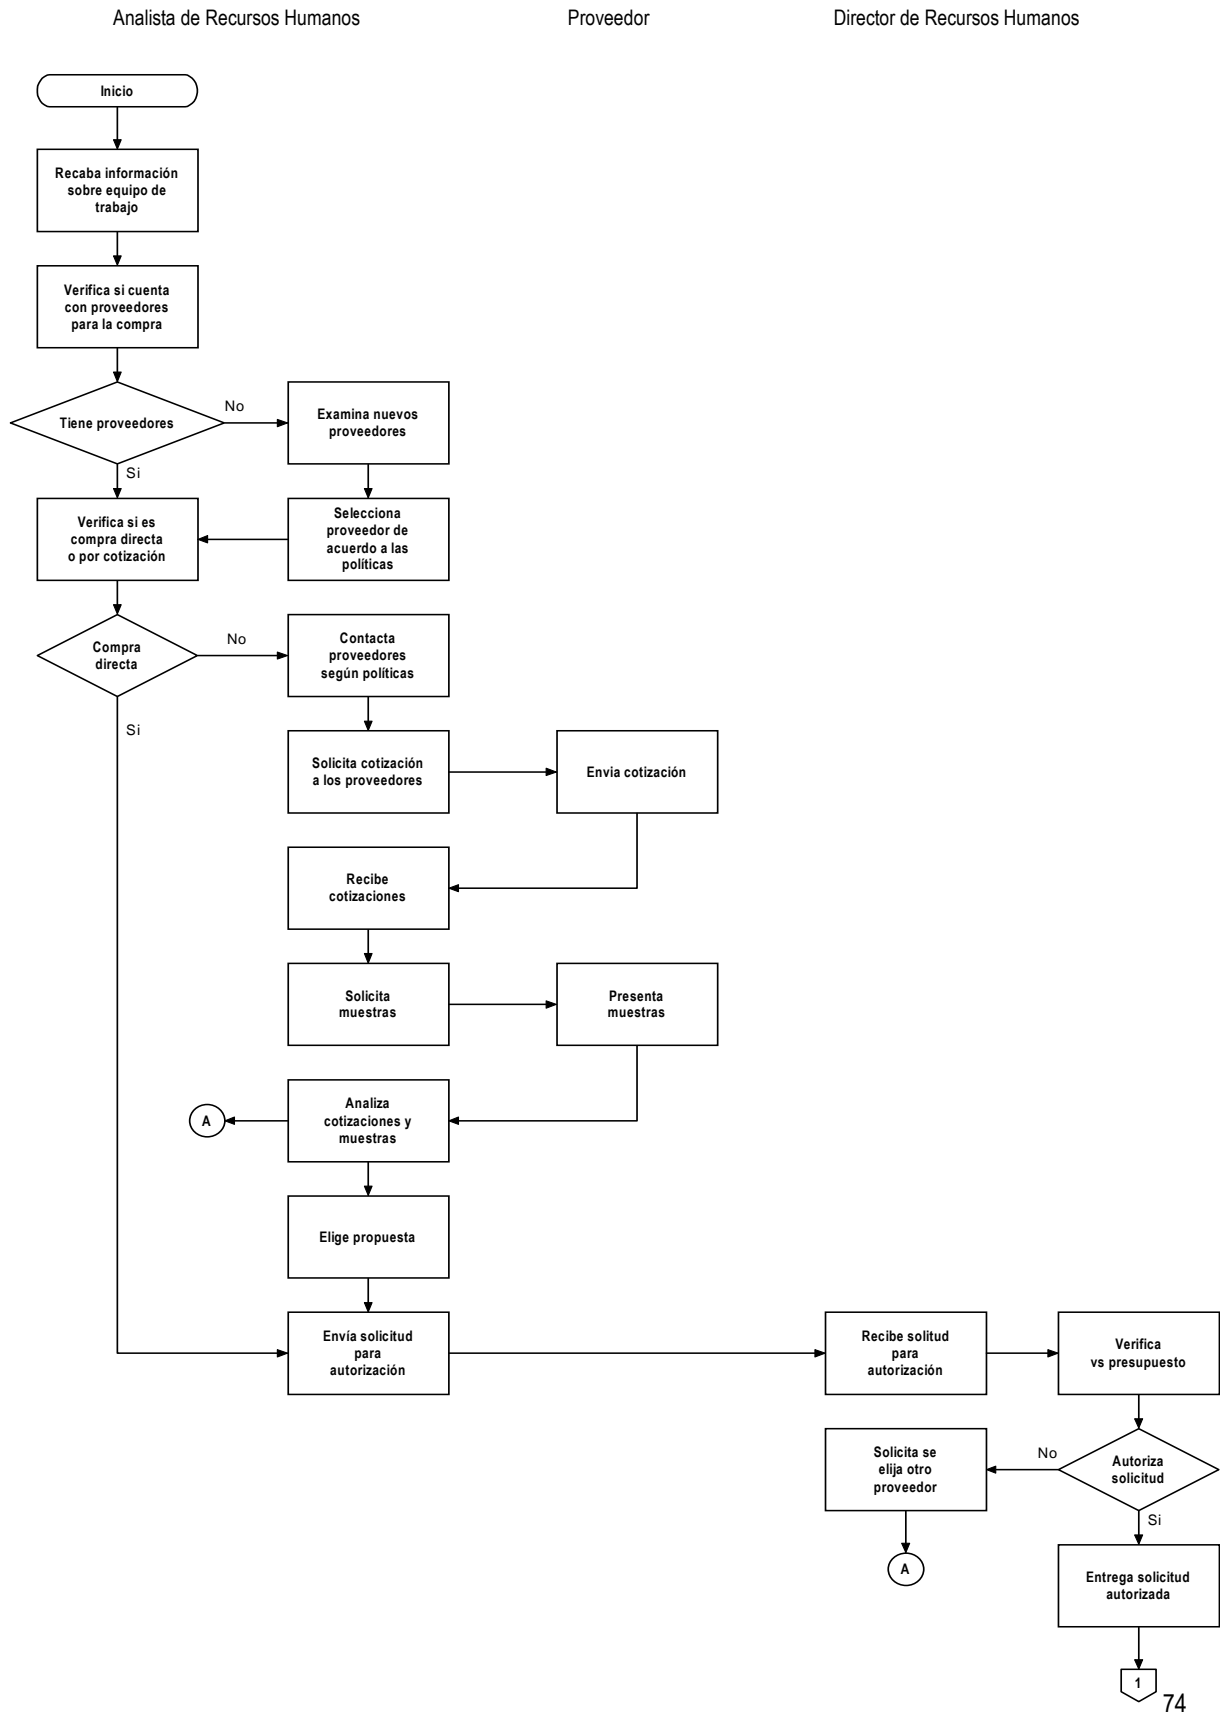 Analista de Recursos Humanos
Proveedor
Director de Recursos Humanos
Inicio
Recaba información
sobre equipo de
trabajo
Verifica si cuenta
con proveedores
para la compra
Tiene proveedores
No
Examina nuevos
proveedores
Si
Verifica si es
compra directa
o por cotización
Selecciona
proveedor de
acuerdo a las
políticas
Compra
directa
No
Contacta
proveedores
según políticas
Si
Solicita cotización
a los proveedores
Envia cotización
Recibe
cotizaciones
Solicita
muestras
Presenta
muestras
A
Analiza
cotizaciones y
muestras
Elige propuesta
Envía solicitud
para
autorización
Recibe solitud
para
autorización
Verifica
vs presupuesto
Solicita se
elija otro
proveedor
No
Autoriza
solicitud
Si
A
Entrega solicitud
autorizada
1
74